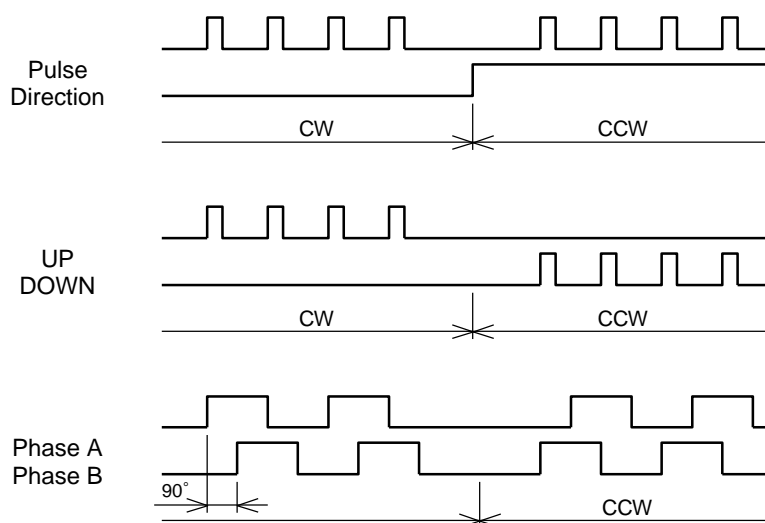 Pulse
Direction
CW
CCW
UP
DOWN
CW
CCW
Phase A
Phase B
90°
CCW